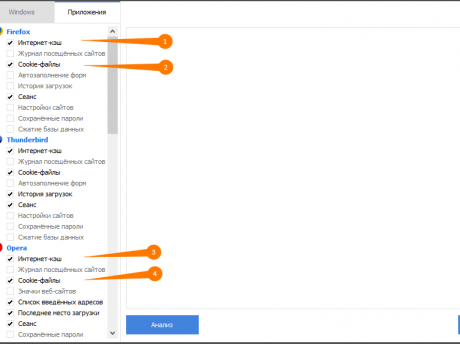 Windows
Приложения
Firefox
Интернет-кэш
Журнал посещённых сайтов
Cookie-файлы
Автозаполнение форм
История загрузок
Сеанс
Настройки сайтов
Сохранённые пароли
Сжатие базы данных
Thunderbird
Интернет-кэш
Журнал посещённых сайтов
Cookie-файлы
Автозаполнение форм
История загрузок
Сеанс
Настройки сайтов
Сохранённые пароли
Сжатие базы данных
Opera
Интернет-кэш
Журнал посещённых сайтов
Cookie-файлы
Значки веб-сайтов
Список введённых адресов
Последнее место загрузки
Сеанс
Сохранённые пароли
1
2
3
4
Анализ